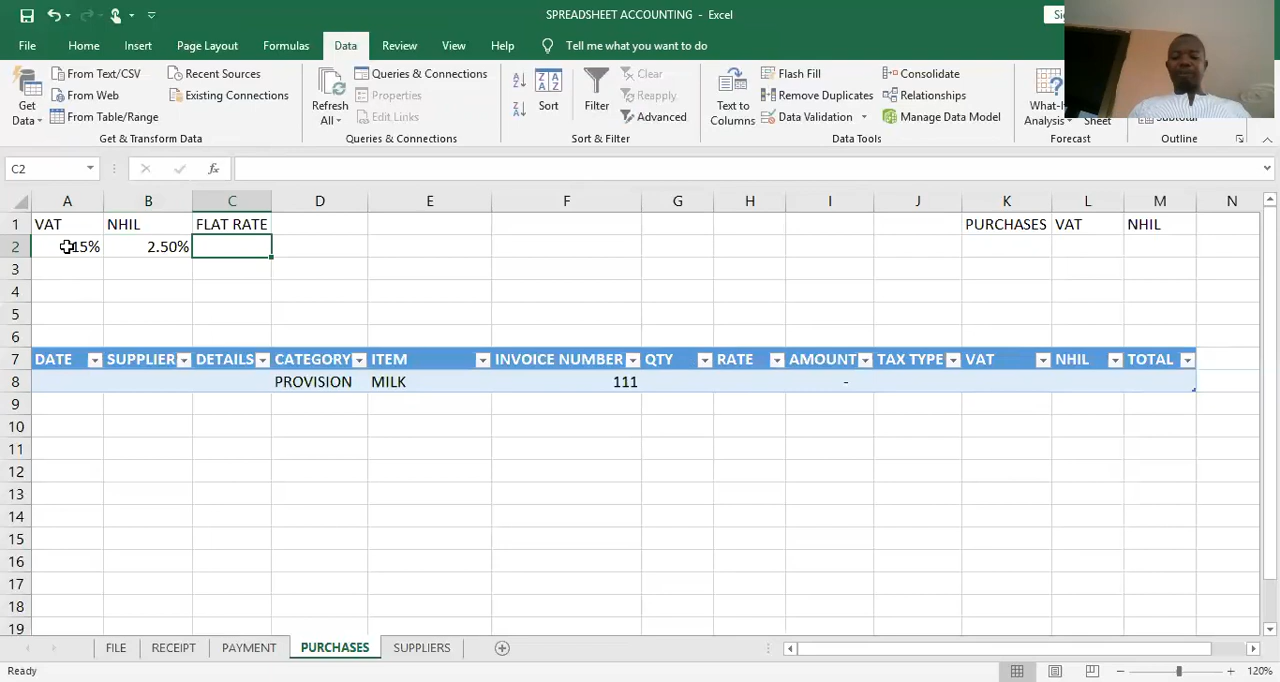 SPREADSHEET ACCOUNTING - Excel
File Home Insert Page Layout Formulas Data Review View Help Tell me what you want to do
From Text/CSV Recent Sources Queries & Connections Clear Flash Fill Consolidate
From Web Existing Connections Properties Reapply Remove Duplicates Relationships
From Table/Range Edit Links Advanced Data Validation Manage Data Model
Get Data Refresh All Sort Filter Text to Columns What-If Analysis Sheet
Get & Transform Data Queries & Connections Sort & Filter Data Tools Forecast Outline
C2 fx
A B C D E F G H I J K L M N
1 VAT NHIL FLAT RATE PURCHASES VAT NHIL
2 15% 2.50%
3
4
5
6
7 DATE SUPPLIER DETAILS CATEGORY ITEM INVOICE NUMBER QTY RATE AMOUNT TAX TYPE VAT NHIL TOTAL
8 PROVISION MILK 111 -
9
10
11
12
13
14
15
16
17
18
19
FILE RECEIPT PAYMENT PURCHASES SUPPLIERS
Ready 120%